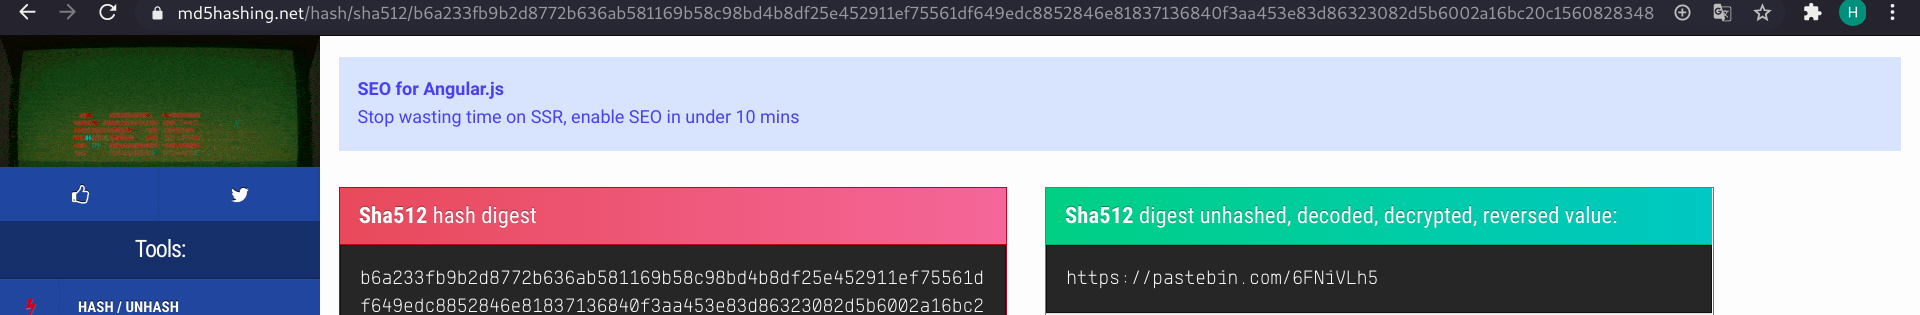 md5hashing.net/hash/sha512/b6a233fb9b2d8772b636ab581169b58c98bd4b8df25e452911ef75561df649edc8852846e81837136840f3aa453e83d86323082d5b6002a16bc20c1560828348
H
SEO for Angular.js
Stop wasting time on SSR, enable SEO in under 10 mins
Tools:
HASH / UNHASH
Sha512 hash digest
b6a233fb9b2d8772b636ab581169b58c98bd4b8df25e452911ef75561d
f649edc8852846e81837136840f3aa453e83d86323082d5b6002a16bc2
Sha512 digest unhashed, decoded, decrypted, reversed value:
https://pastebin.com/6FNiVLh5